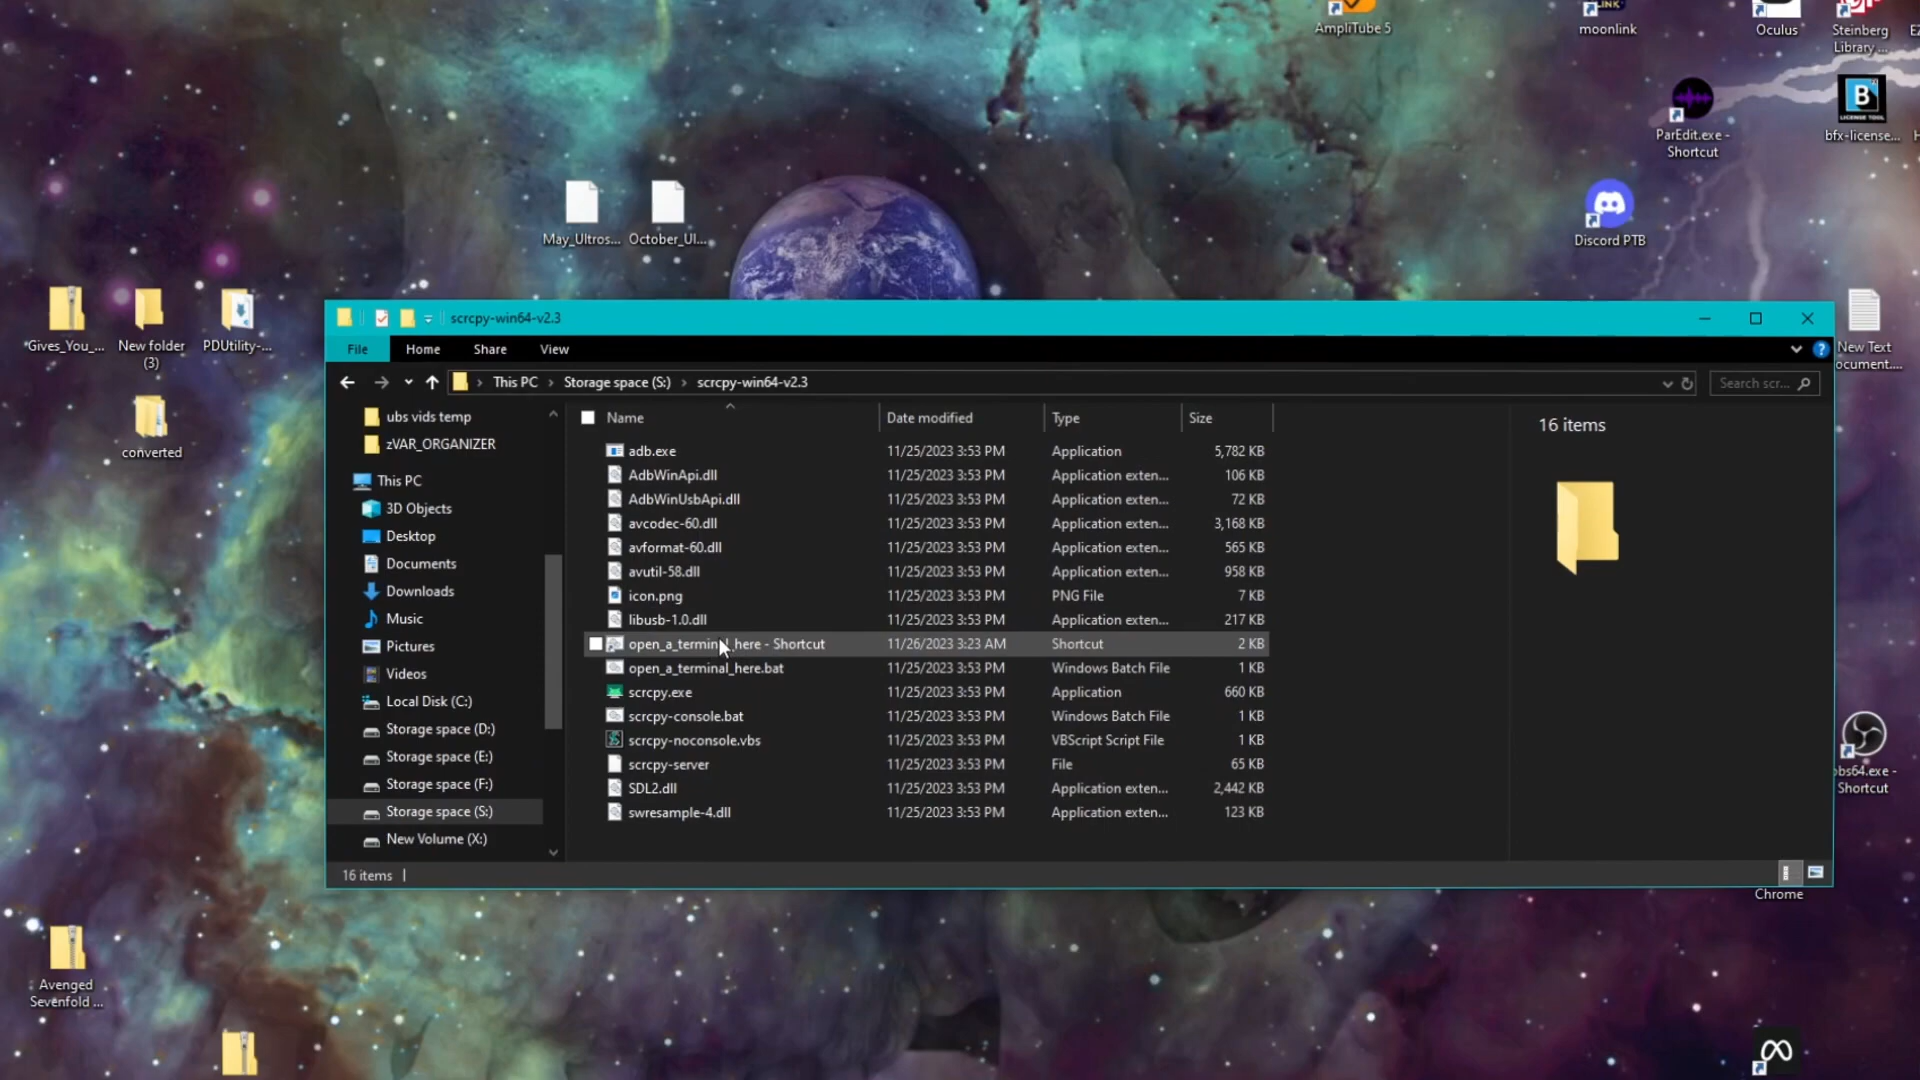 AmpliTube 5
moonlink
Oculus
Steinberg
Library ...
ParEdit.exe -
Shortcut
B
LICENSE TOOL
bfx-license...
May_Ultros...
October_Ul...
Discord PTB
Gives_You_...
New folder
(3)
PDUtility-...
converted
New Text
ocument....
scrcpy-win64-v2.3
File
Home
Share
View
This PC
Storage space (S:)
scrcpy-win64-v2.3
Search scr...
ubs vids temp
zVAR_ORGANIZER
This PC
3D Objects
Desktop
Documents
Downloads
Music
Pictures
Videos
Local Disk (C:)
Storage space (D:)
Storage space (E:)
Storage space (F:)
Storage space (S:)
New Volume (X:)
Name Date modified Type Size
adb.exe 11/25/2023 3:53 PM Application 5,782 KB
AdbWinApi.dll 11/25/2023 3:53 PM Application exten... 106 KB
AdbWinUsbApi.dll 11/25/2023 3:53 PM Application exten... 72 KB
avcodec-60.dll 11/25/2023 3:53 PM Application exten... 3,168 KB
avformat-60.dll 11/25/2023 3:53 PM Application exten... 565 KB
avutil-58.dll 11/25/2023 3:53 PM Application exten... 958 KB
icon.png 11/25/2023 3:53 PM PNG File 7 KB
libusb-1.0.dll 11/25/2023 3:53 PM Application exten... 217 KB
open_a_terminal_here - Shortcut 11/26/2023 3:23 AM Shortcut 2 KB
open_a_terminal_here.bat 11/25/2023 3:53 PM Windows Batch File 1 KB
scrcpy.exe 11/25/2023 3:53 PM Application 660 KB
scrcpy-console.bat 11/25/2023 3:53 PM Windows Batch File 1 KB
scrcpy-noconsole.vbs 11/25/2023 3:53 PM VBScript Script File 1 KB
scrcpy-server 11/25/2023 3:53 PM File 65 KB
SDL2.dll 11/25/2023 3:53 PM Application exten... 2,442 KB
swresample-4.dll 11/25/2023 3:53 PM Application exten... 123 KB
16 items
16 items
obs64.exe -
Shortcut
Chrome
Avenged
Sevenfold ...